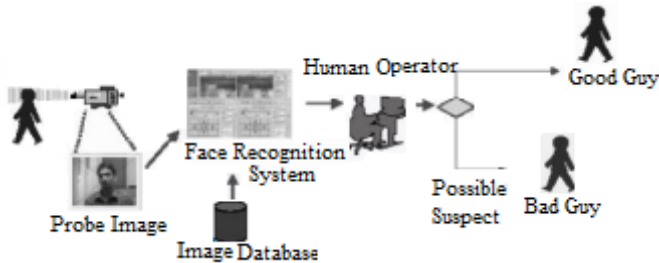 Human Operator
Good Guy
Face Recognition
System
Probe Image
Possible
Suspect
Bad Guy
Image Database